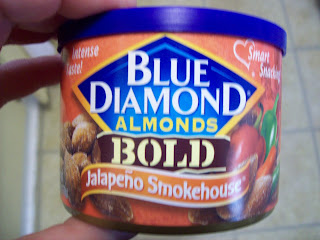 Intense
Taste!
Smart
Snacking
BLUE
DIAMOND
ALMONDS
BOLD
Jalapeño Smokehouse